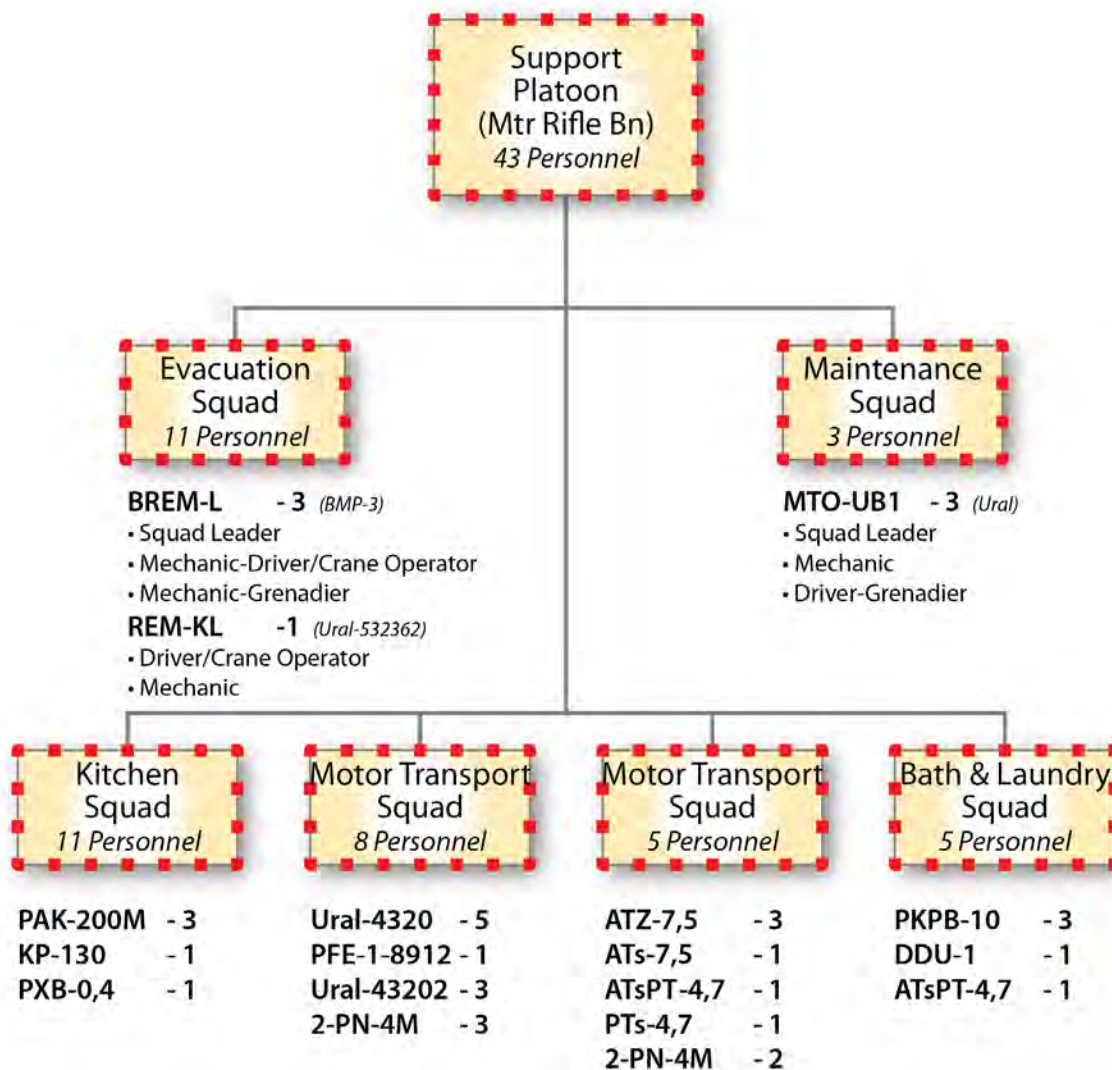 Support
Platoon
(Mtr Rifle Bn)
43 Personnel
Evacuation
Squad
11 Personnel
BREM-L - 3 (BMP-3)
• Squad Leader
• Mechanic-Driver/Crane Operator
• Mechanic-Grenadier
REM-KL -1 (Ural-532362)
• Driver/Crane Operator
• Mechanic
Maintenance
Squad
3 Personnel
MTO-UB1 - 3 (Ural)
• Squad Leader
• Mechanic
• Driver-Grenadier
Kitchen
Squad
11 Personnel
PAK-200M - 3
KP-130 - 1
PXB-0,4 - 1
Motor Transport
Squad
8 Personnel
Ural-4320 - 5
PFE-1-8912 - 1
Ural-43202 - 3
2-PN-4M - 3
Motor Transport
Squad
5 Personnel
ATZ-7,5 - 3
ATs-7,5 - 1
ATsPT-4,7 - 1
PTs-4,7 - 1
2-PN-4M - 2
Bath & Laundry
Squad
5 Personnel
PKPB-10 - 3
DDU-1 - 1
ATsPT-4,7 - 1